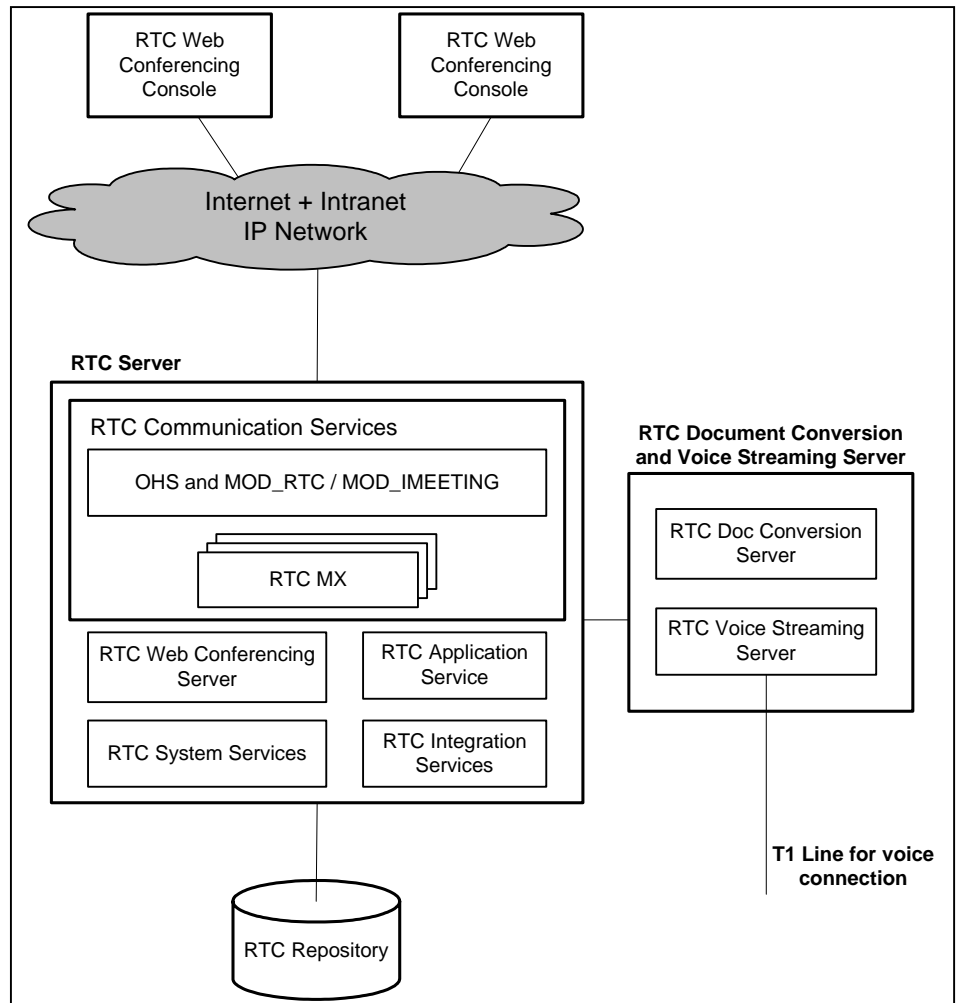 RTC Web
Conferencing
Console
RTC Web
Conferencing
Console
Internet + Intranet
IP Network
RTC Server
RTC Communication Services
OHS and MOD_RTC / MOD_IMEETING
RTC MX
RTC Web Conferencing
Server
RTC Application
Service
RTC System Services
RTC Integration
Services
RTC Document Conversion
and Voice Streaming Server
RTC Doc Conversion
Server
RTC Voice Streaming
Server
T1 Line for voice
connection
RTC Repository